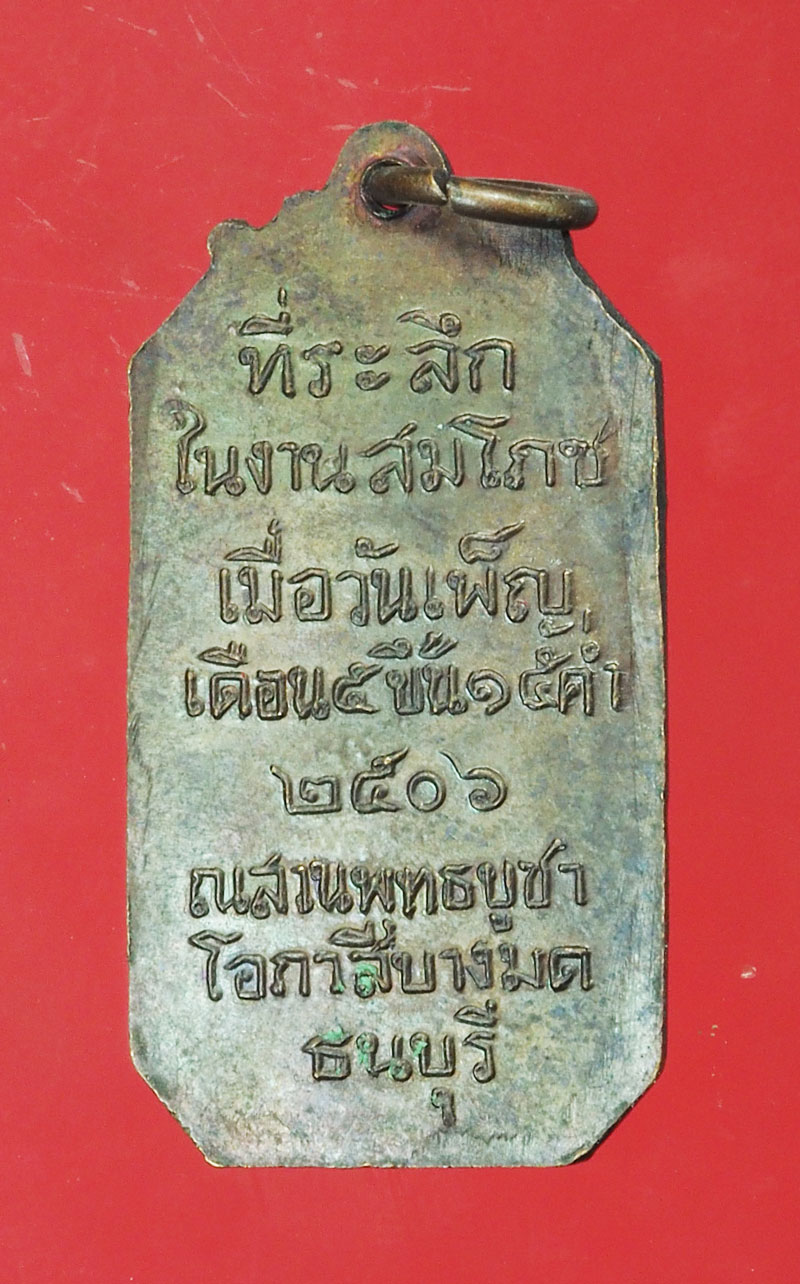 ที่ระลึก
ในงานสมโภช
เมื่อวันเพ็ญ
เดือน๕ขึ้น๑๕ค่ำ
๒๕๐๖
ณสวนพุทธบูชา
โอภาสีบางมด
ธนบุรี